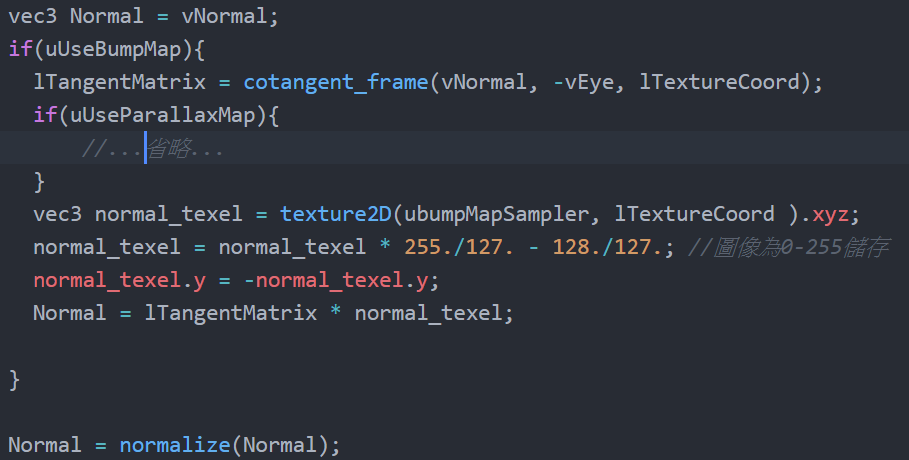 vec3 Normal = vNormal;
if(uUseBumpMap){
lTangentMatrix = cotangent_frame(vNormal, -vEye, lTextureCoord);
if(uUseParallaxMap){
//...省略...
}
vec3 normal_texel = texture2D(ubumpMapSampler, lTextureCoord ).xyz;
normal_texel = normal_texel * 255./127. - 128./127.; //圖像為0-255儲存
normal_texel.y = -normal_texel.y;
Normal = lTangentMatrix * normal_texel;
}
Normal = normalize(Normal);